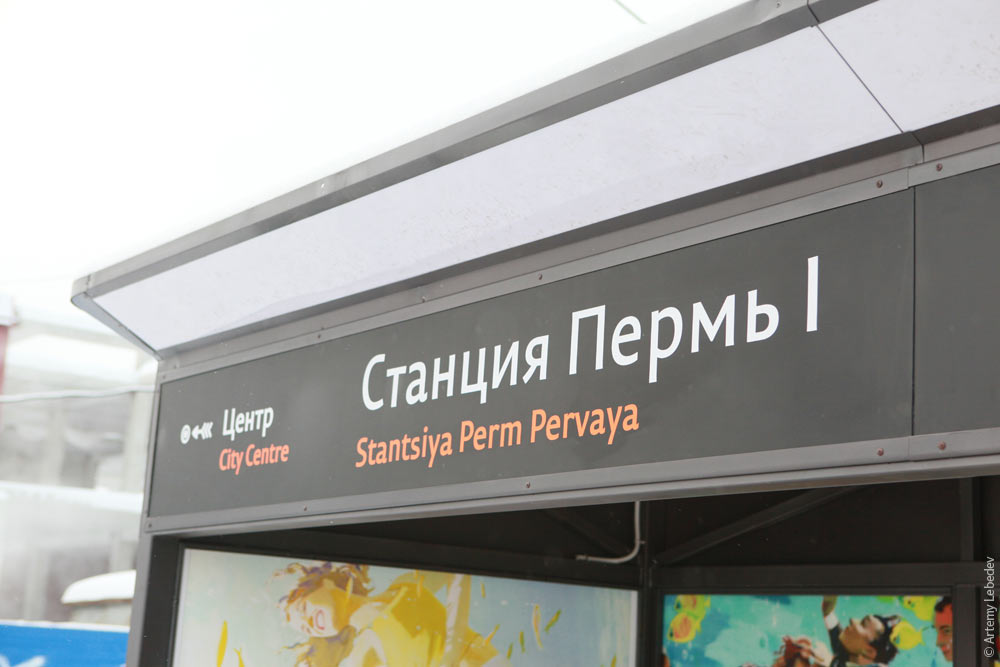 Центр
City Centre
Станция Пермь I
Stantsiya Perm Pervaya
© Artemy Lebedev